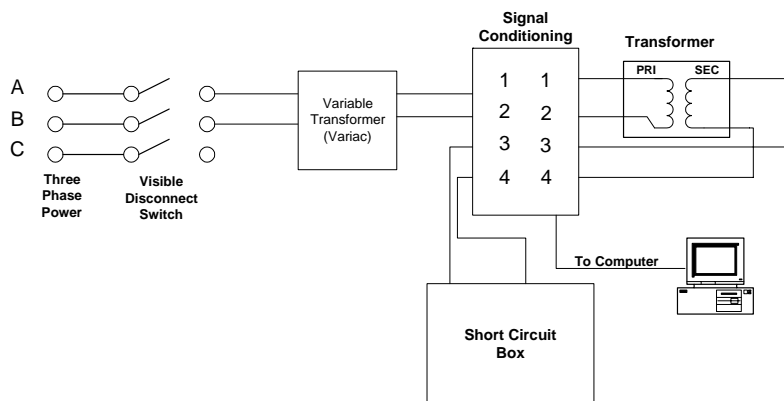 Signal
Conditioning
Transformer
PRI SEC
A
B
C
Variable
Transformer
(Variac)
1 1
2 2
3 3
4 4
Three
Phase
Power
Visible
Disconnect
Switch
To Computer
Short Circuit
Box